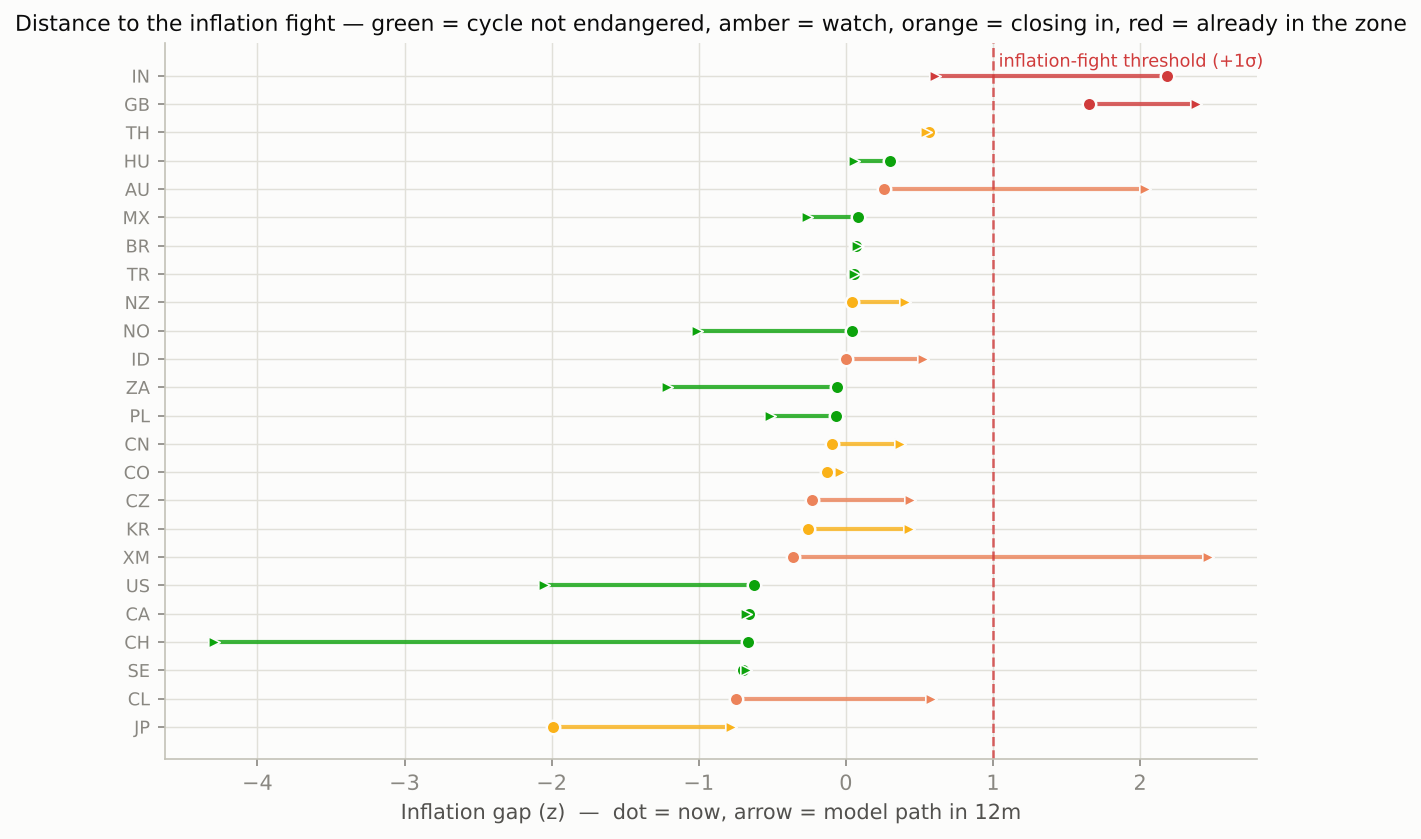 Distance to the inflation fight — green = cycle not endangered, amber = watch, orange = closing in, red = already in the zone
inflation-fight threshold (+1σ)
IN
GB
TH
HU
AU
MX
BR
TR
NZ
NO
ID
ZA
PL
CN
CO
CZ
KR
XM
US
CA
CH
SE
CL
JP
−4 −3 −2 −1 0 1 2
Inflation gap (z) — dot = now, arrow = model path in 12m